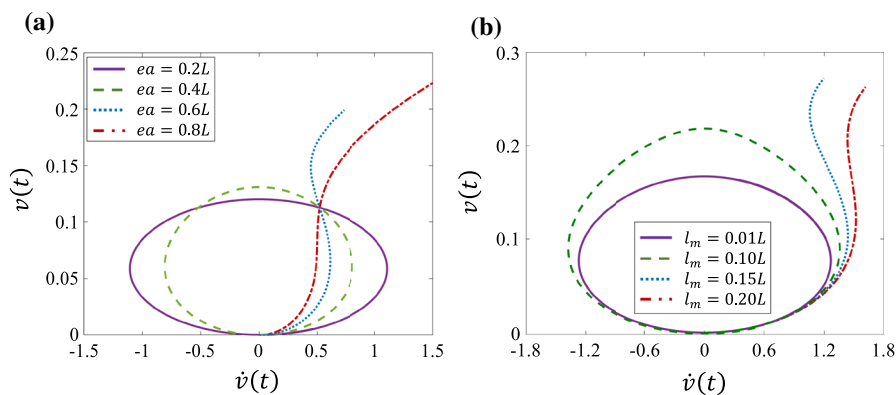 (a)
0.25
0.2
0.15
0.1
0.05
0
-1.5
-1
-0.5
0
0.5
1
1.5
v(t)
v̇(t)
ea = 0.2L
ea = 0.4L
ea = 0.6L
ea = 0.8L
(b)
0.3
0.2
0.1
0
-1.8
-1.2
-0.6
0
0.6
1.2
1.8
v(t)
v̇(t)
lₘ = 0.01L
lₘ = 0.10L
lₘ = 0.15L
lₘ = 0.20L